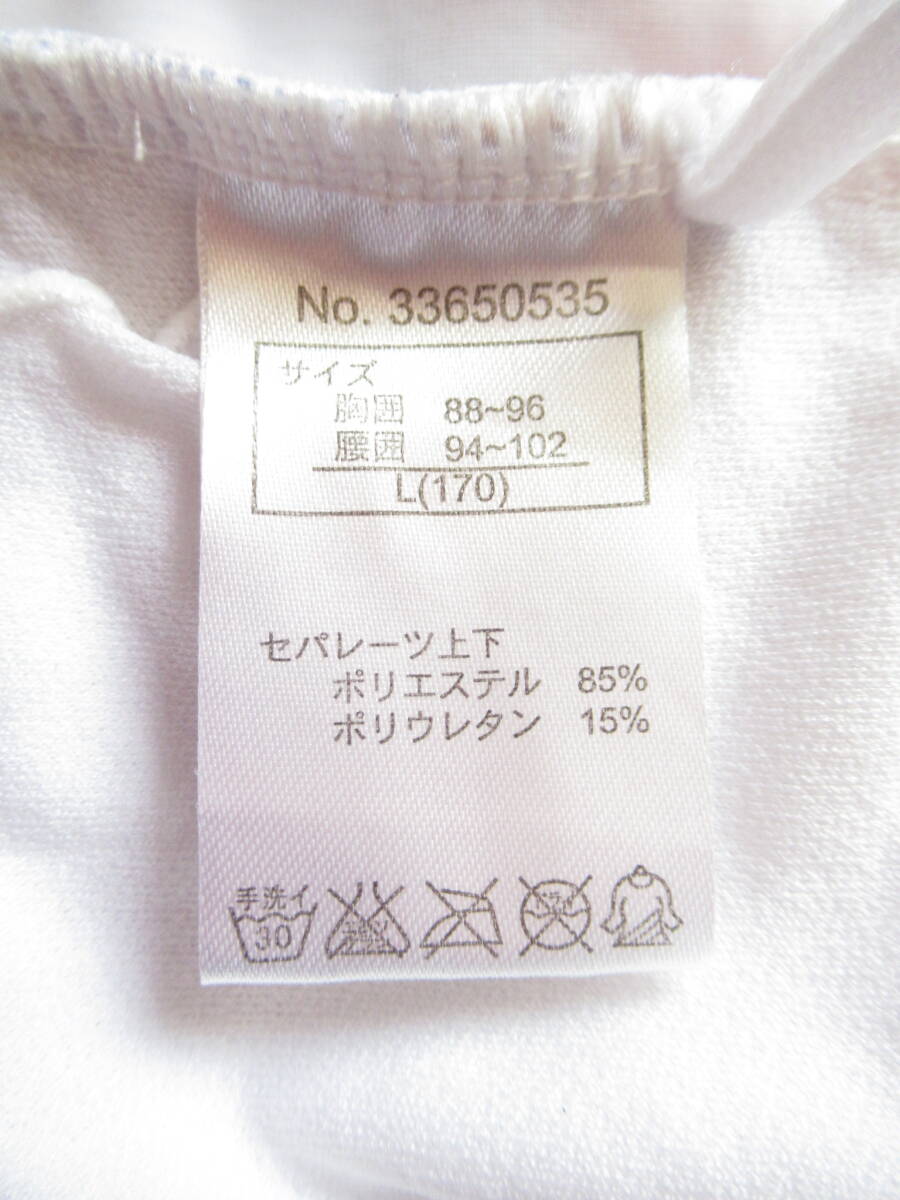 No. 33650535
サイズ
胸囲 88~96
腰囲 94~102
L(170)
セパレーツ上下
ポリエステル 85%
ポリウレタン 15%
手洗イ
30